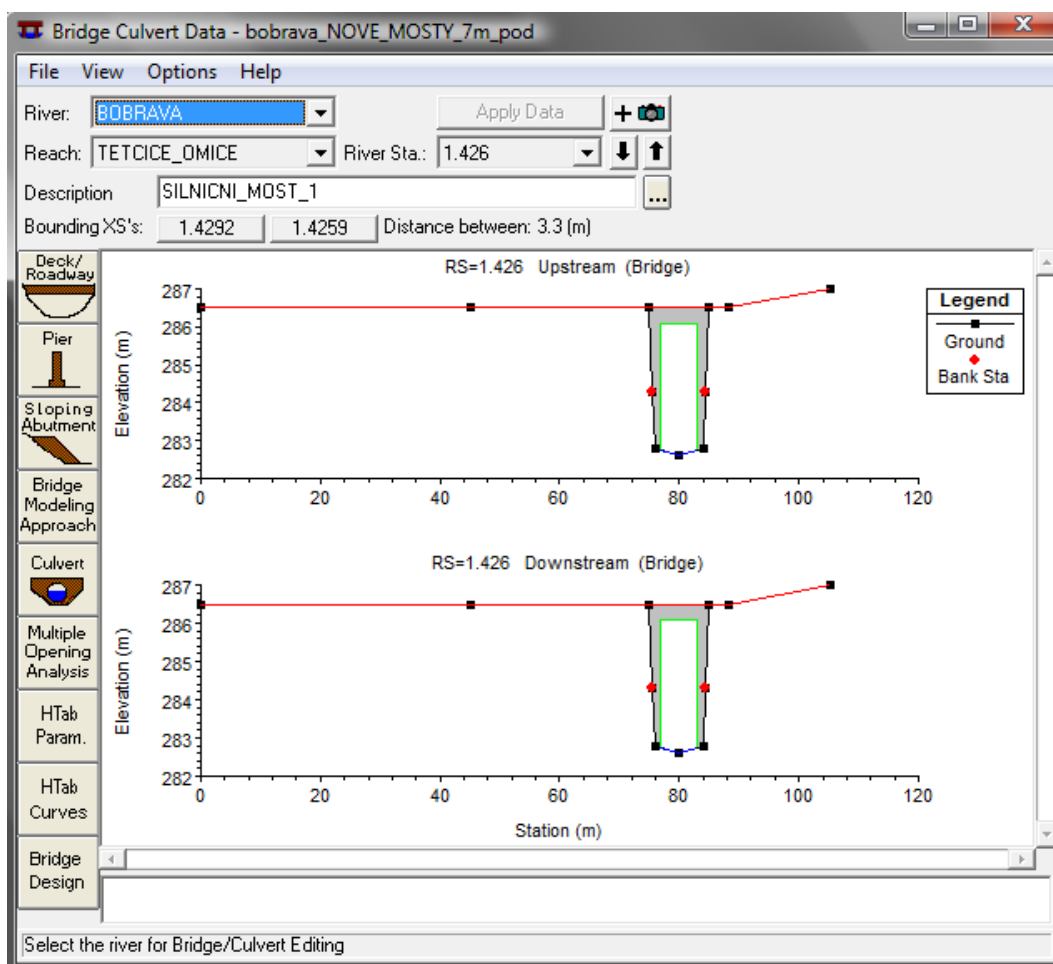 Bridge Culvert Data - bobrava_NOVE_MOSTY_7m_pod
File View Options Help
River: BOBRAVA Apply Data +
Reach: TETCICE_OMICE River Sta.: 1.426
Description SILNICNI_MOST_1 ...
Bounding XS's: 1.4292 1.4259 Distance between: 3.3 (m)
Deck/
Roadway
Pier
Sloping
Abutment
Bridge
Modeling
Approach
Culvert
Multiple
Opening
Analysis
HTab
Param.
HTab
Curves
Bridge
Design
RS=1.426 Upstream (Bridge)
287
286
285
284
283
282
Elevation (m)
0 20 40 60 80 100 120
Legend
Ground
Bank Sta
RS=1.426 Downstream (Bridge)
287
286
285
284
283
282
Elevation (m)
0 20 40 60 80 100 120
Station (m)
Select the river for Bridge/Culvert Editing